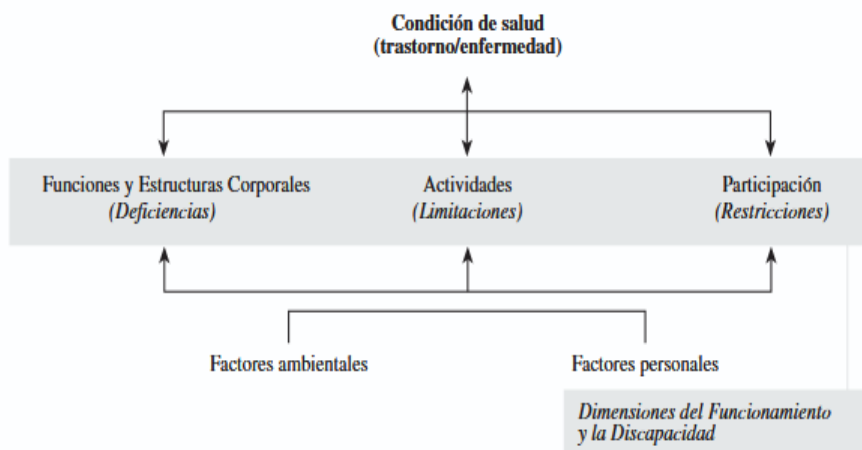 Condición de salud
(trastorno/enfermedad)
Funciones y Estructuras Corporales
(Deficiencias)
Actividades
(Limitaciones)
Participación
(Restricciones)
Factores ambientales
Factores personales
Dimensiones del Funcionamiento
y la Discapacidad